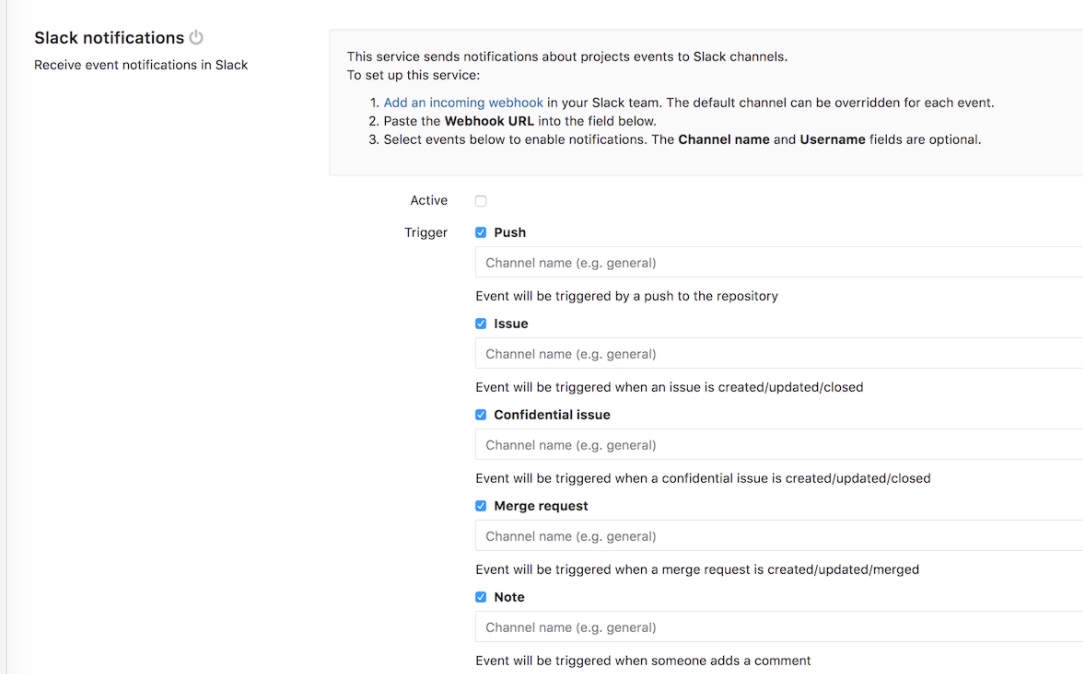 Slack notifications
Receive event notifications in Slack
This service sends notifications about projects events to Slack channels.
To set up this service:
1. Add an incoming webhook in your Slack team. The default channel can be overridden for each event.
2. Paste the Webhook URL into the field below.
3. Select events below to enable notifications. The Channel name and Username fields are optional.
Active
Trigger
Push
Channel name (e.g. general)
Event will be triggered by a push to the repository
Issue
Channel name (e.g. general)
Event will be triggered when an issue is created/updated/closed
Confidential issue
Channel name (e.g. general)
Event will be triggered when a confidential issue is created/updated/closed
Merge request
Channel name (e.g. general)
Event will be triggered when a merge request is created/updated/merged
Note
Channel name (e.g. general)
Event will be triggered when someone adds a comment